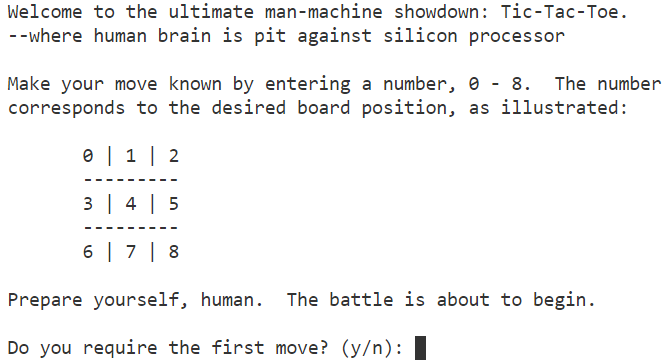 Welcome to the ultimate man-machine showdown: Tic-Tac-Toe.
--where human brain is pit against silicon processor
Make your move known by entering a number, 0 - 8.  The number
corresponds to the desired board position, as illustrated:
0 | 1 | 2
---------
3 | 4 | 5
---------
6 | 7 | 8
Prepare yourself, human.  The battle is about to begin.
Do you require the first move? (y/n):